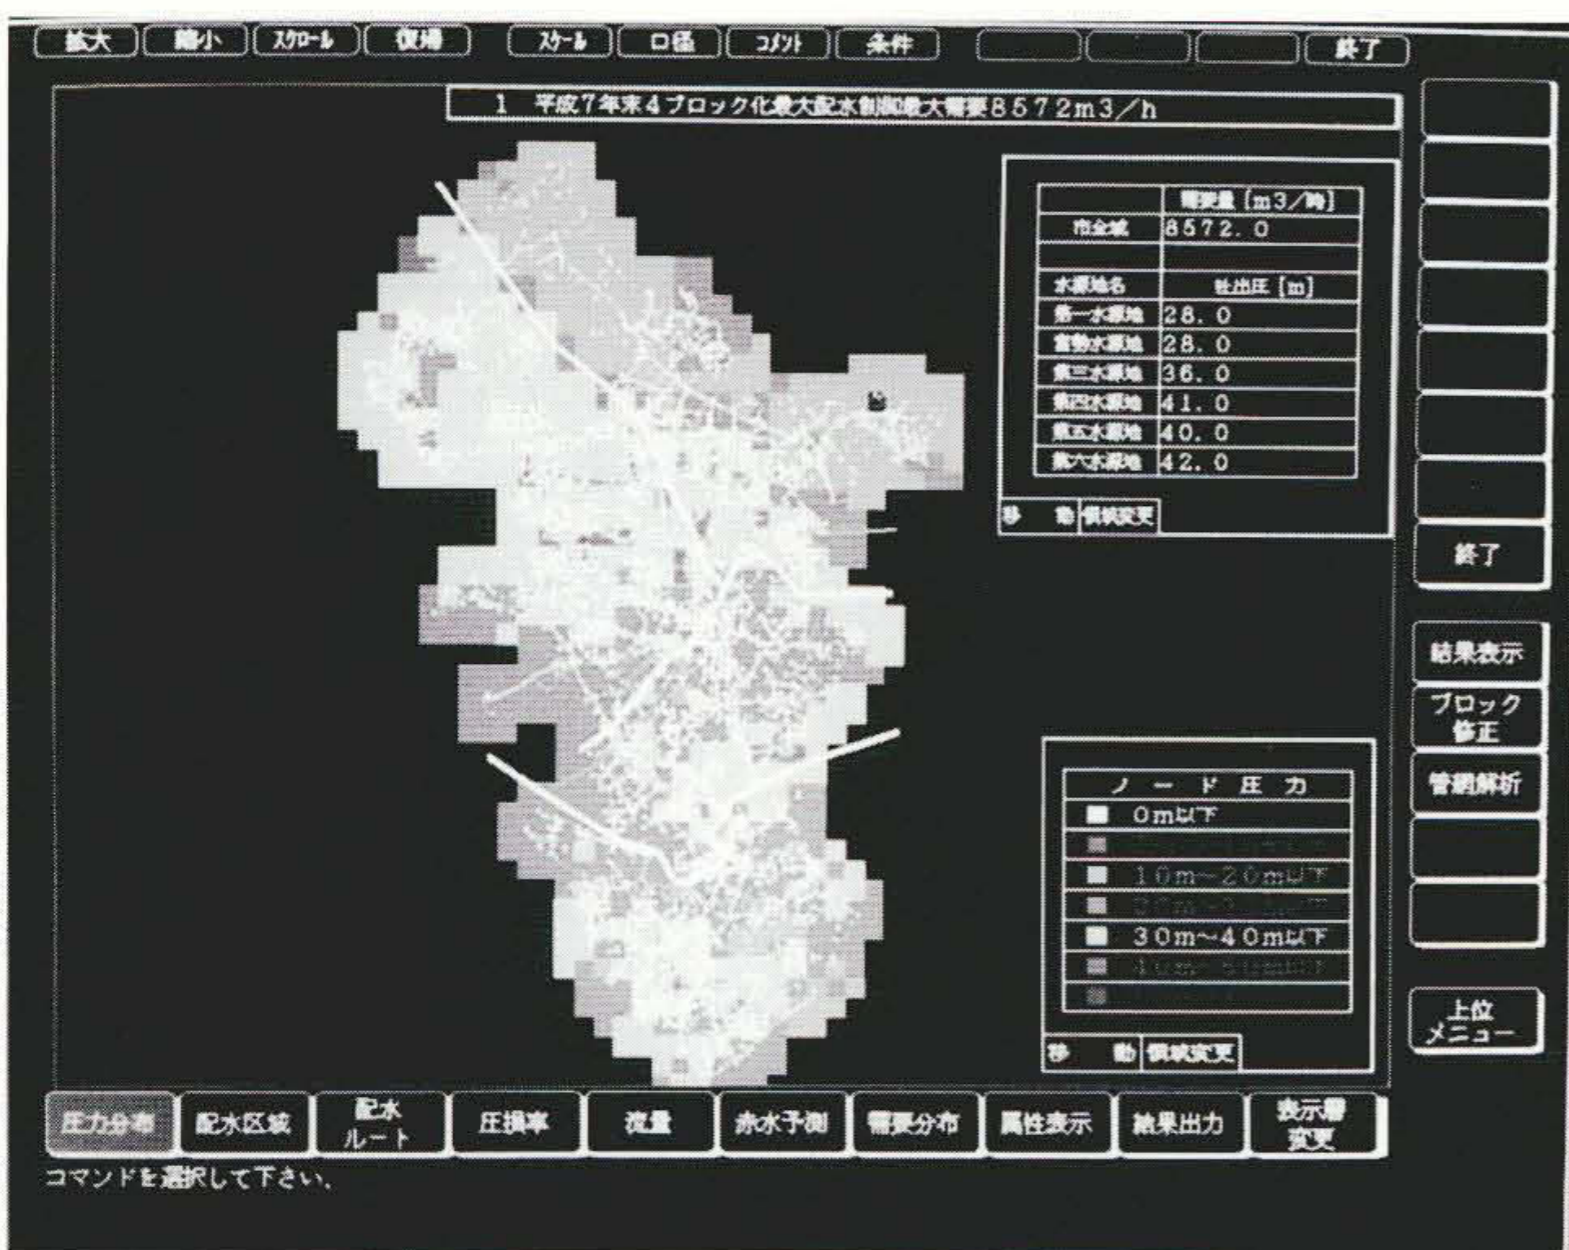 拡大 縮小 スクロール 復帰 スケール 口径 コメント 条件 終了
1 平成7年末4ブロック化最大配水制御最大需要8572m3/h
需要量[m3/時]
市全域 8572.0
水源地名 吐出圧[m]
第一水源地 28.0
富勢水源地 28.0
第三水源地 36.0
第四水源地 41.0
第五水源地 40.0
第六水源地 42.0
移 動 領域変更
終了
結果表示
ブロック
修正
管網解析
ノード圧力
0m以下
10m~20m以下
30m~40m以下
移 動 領域変更
上位
メニュー
圧力分布 配水区域 配水
ルート 圧損率 流量 赤水予測 需要分布 属性表示 結果出力 表示層
変更
コマンドを選択して下さい.